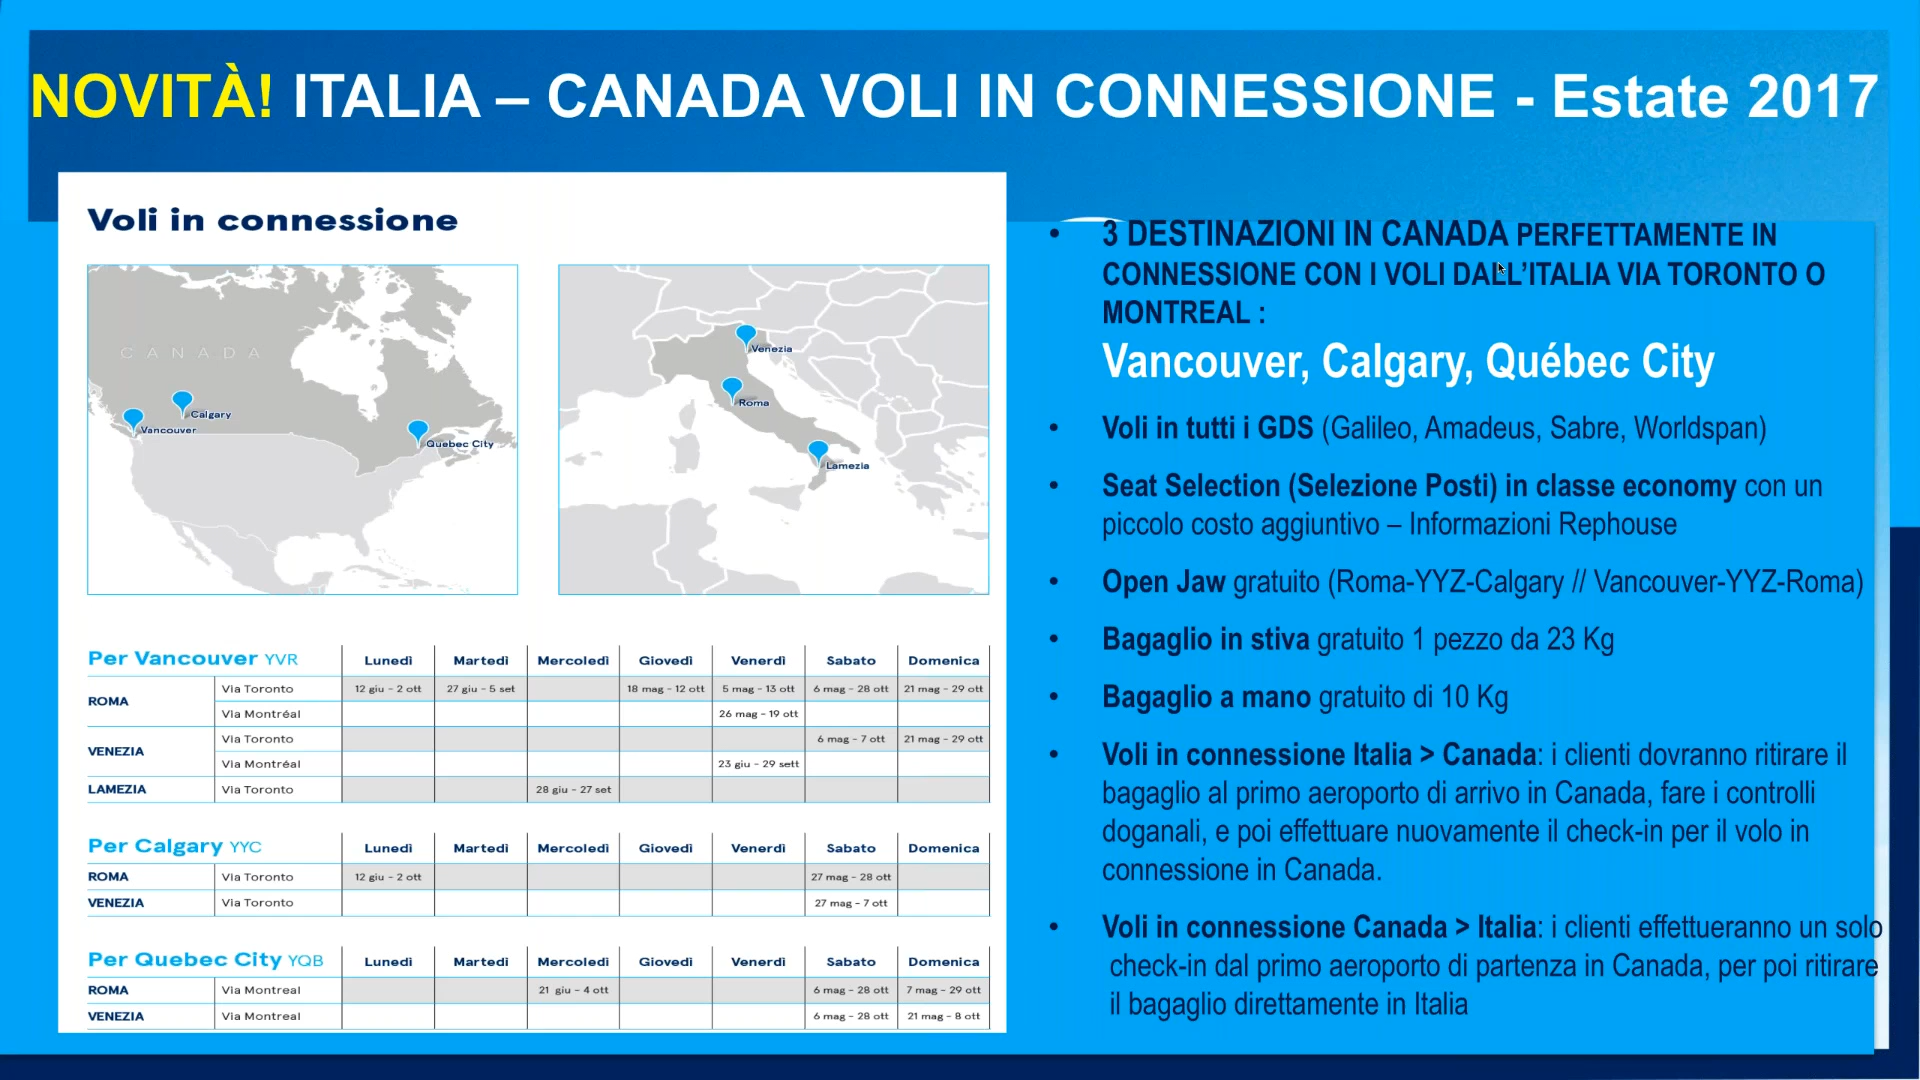 NOVITÀ! ITALIA – CANADA VOLI IN CONNESSIONE - Estate 2017
Voli in connessione
CANADA
Calgary
Vancouver
Quebec City
Venezia
Roma
Lamezia
Per Vancouver YVR Lunedì Martedì Mercoledì Giovedì Venerdì Sabato Domenica
ROMA
Via Toronto 12 giu - 2 ott 27 giu - 5 set 18 mag - 12 ott 5 mag - 13 ott 6 mag - 28 ott 21 mag - 29 ott
Via Montréal 26 mag - 19 ott
VENEZIA
Via Toronto 6 mag - 7 ott 21 mag - 29 ott
Via Montréal 23 giu - 29 sett
LAMEZIA Via Toronto 28 giu - 27 set
Per Calgary YYC Lunedì Martedì Mercoledì Giovedì Venerdì Sabato Domenica
ROMA Via Toronto 12 giu - 2 ott 27 mag - 28 ott
VENEZIA Via Toronto 27 mag - 7 ott
Per Quebec City YQB Lunedì Martedì Mercoledì Giovedì Venerdì Sabato Domenica
ROMA Via Montreal 21 giu - 4 ott 6 mag - 28 ott 7 mag - 29 ott
VENEZIA Via Montreal 6 mag - 28 ott 21 mag - 8 ott
• 3 DESTINAZIONI IN CANADA PERFETTAMENTE IN
CONNESSIONE CON I VOLI DALL'ITALIA VIA TORONTO O
MONTREAL :
Vancouver, Calgary, Québec City
• Voli in tutti i GDS (Galileo, Amadeus, Sabre, Worldspan)
• Seat Selection (Selezione Posti) in classe economy con un
piccolo costo aggiuntivo – Informazioni Rephouse
• Open Jaw gratuito (Roma-YYZ-Calgary // Vancouver-YYZ-Roma)
• Bagaglio in stiva gratuito 1 pezzo da 23 Kg
• Bagaglio a mano gratuito di 10 Kg
• Voli in connessione Italia > Canada: i clienti dovranno ritirare il
bagaglio al primo aeroporto di arrivo in Canada, fare i controlli
doganali, e poi effettuare nuovamente il check-in per il volo in
connessione in Canada.
• Voli in connessione Canada > Italia: i clienti effettueranno un solo
check-in dal primo aeroporto di partenza in Canada, per poi ritirare
il bagaglio direttamente in Italia